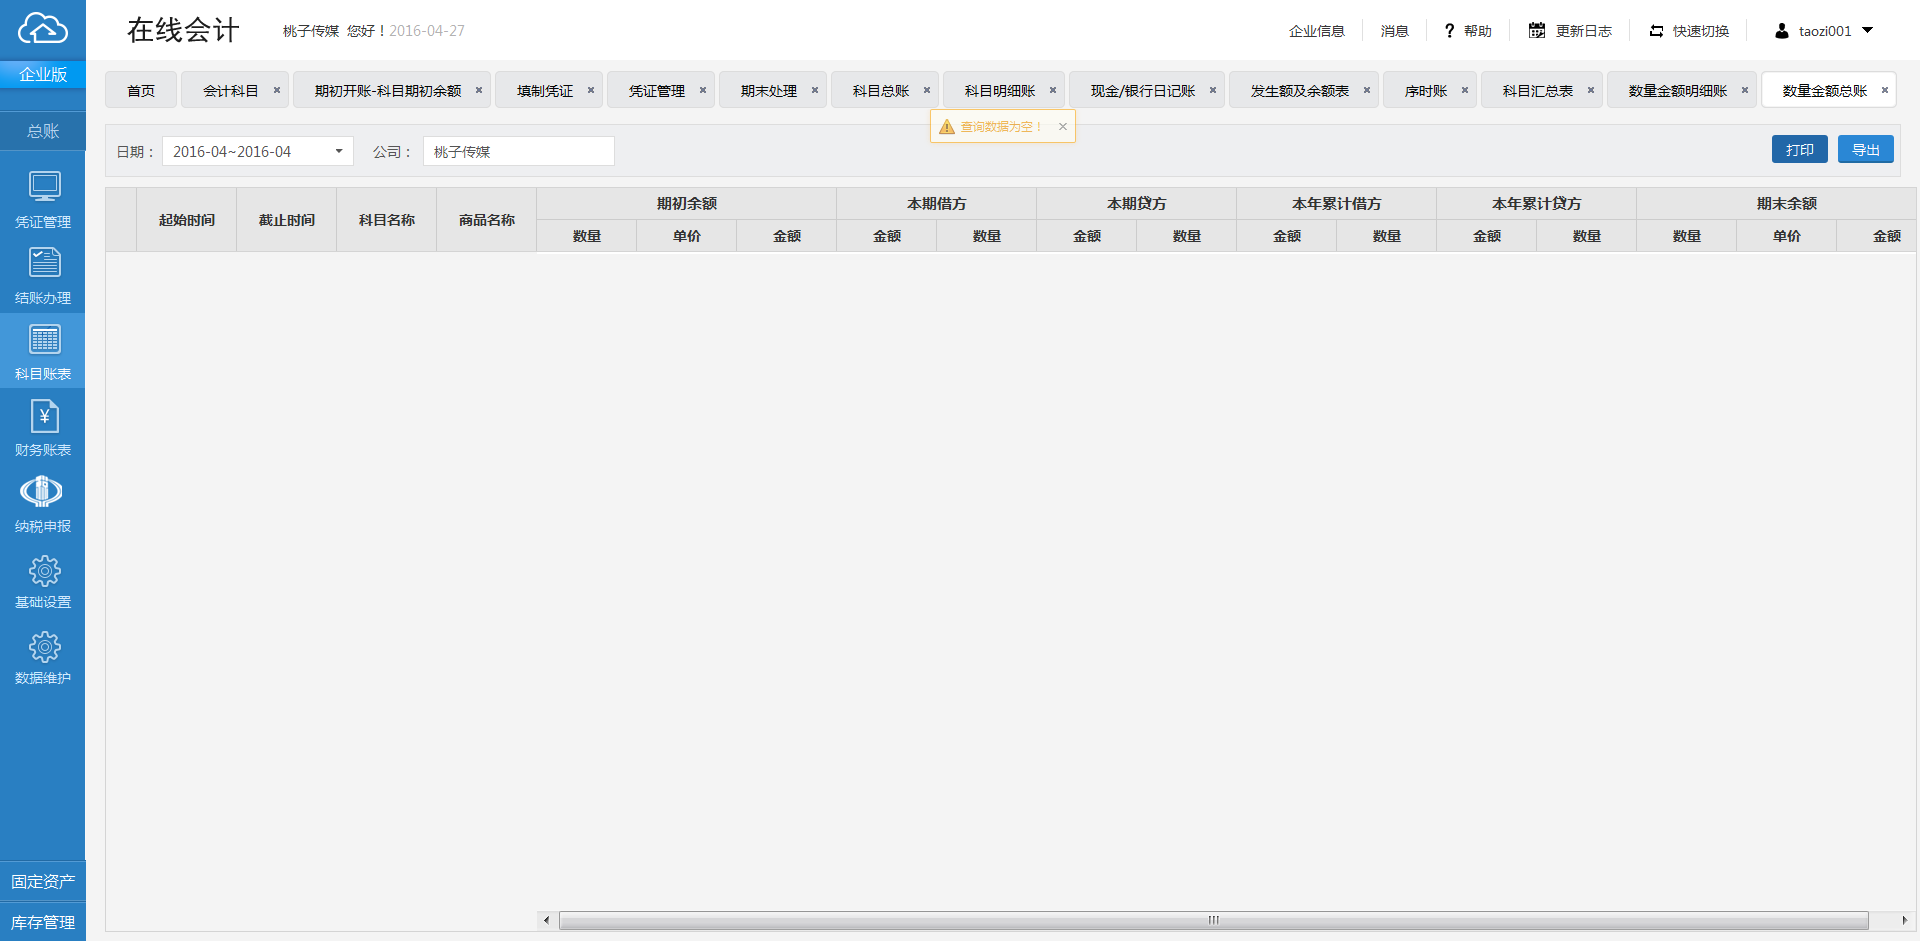 在线会计
桃子传媒 您好！2016-04-27
企业信息 消息 ? 帮助 更新日志 快速切换 taozi001
企业版
总账
凭证管理
结账办理
科目账表
¥
财务账表
纳税申报
基础设置
数据维护
固定资产
库存管理
首页 会计科目 × 期初开账-科目期初余额 × 填制凭证 × 凭证管理 × 期末处理 × 科目总账 × 科目明细账 × 现金/银行日记账 × 发生额及余额表 × 序时账 × 科目汇总表 × 数量金额明细账 × 数量金额总账 ×
查询数据为空！ ×
日期： 2016-04~2016-04 公司： 桃子传媒 打印 导出
起始时间 截止时间 科目名称 商品名称 期初余额 本期借方 本期贷方 本年累计借方 本年累计贷方 期末余额
数量 单价 金额 金额 数量 金额 数量 金额 数量 金额 数量 数量 单价 金额